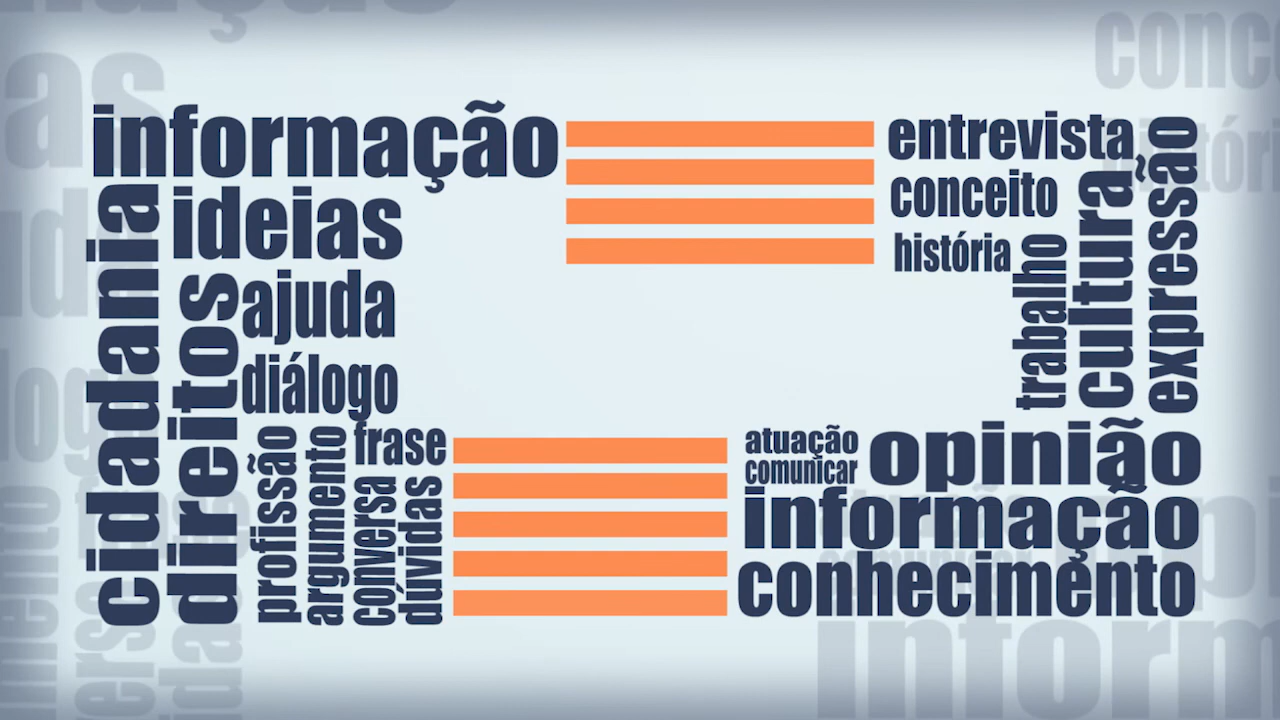 informação
ideias
ajuda
diálogo
frase
cidadania
direitos
profissão
argumento
conversa
dúvidas
entrevista
conceito
história
trabalho
cultura
expressão
atuação
comunicar
opinião
informação
conhecimento